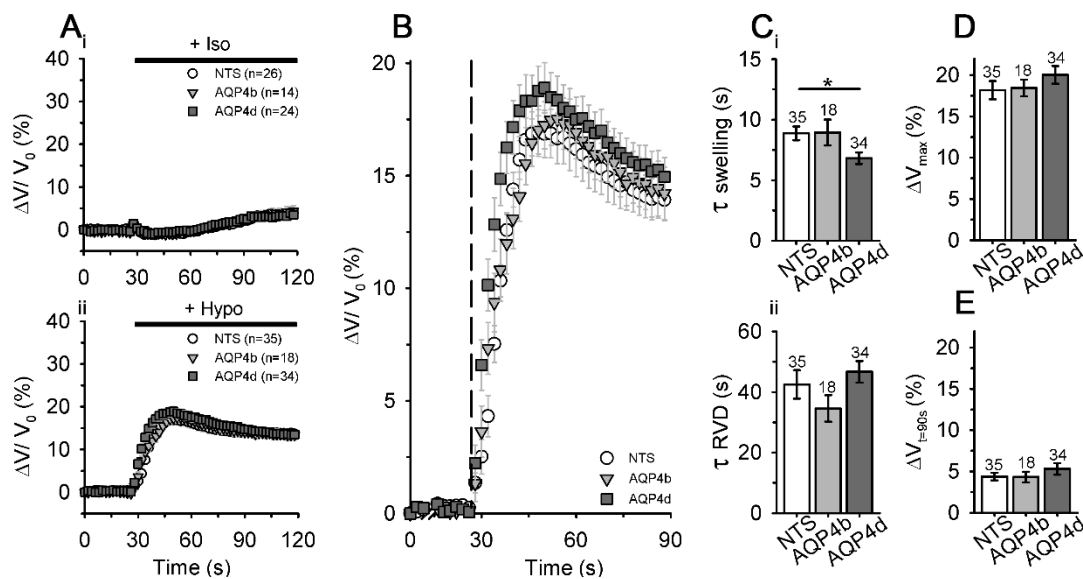 A
i
+ Iso
NTS (n=26)
AQP4b (n=14)
AQP4d (n=24)
ΔV/ V0 (%)
40
30
20
10
0
0 30 60 90 120
ii
+ Hypo
NTS (n=35)
AQP4b (n=18)
AQP4d (n=34)
ΔV/ V0 (%)
40
30
20
10
0
0 30 60 90 120
Time (s)
B
ΔV/ V0 (%)
20
15
10
5
0
NTS
AQP4b
AQP4d
0 30 60 90
Time (s)
C
i
τ swelling (s)
15
10
5
0
*
35 18 34
NTS AQP4b AQP4d
ii
τ RVD (s)
60
40
20
0
35 18 34
NTS AQP4b AQP4d
D
ΔVmax (%)
25
20
15
10
5
0
35 18 34
NTS AQP4b AQP4d
E
ΔVt=90s (%)
20
15
10
5
0
35 18 34
NTS AQP4b AQP4d